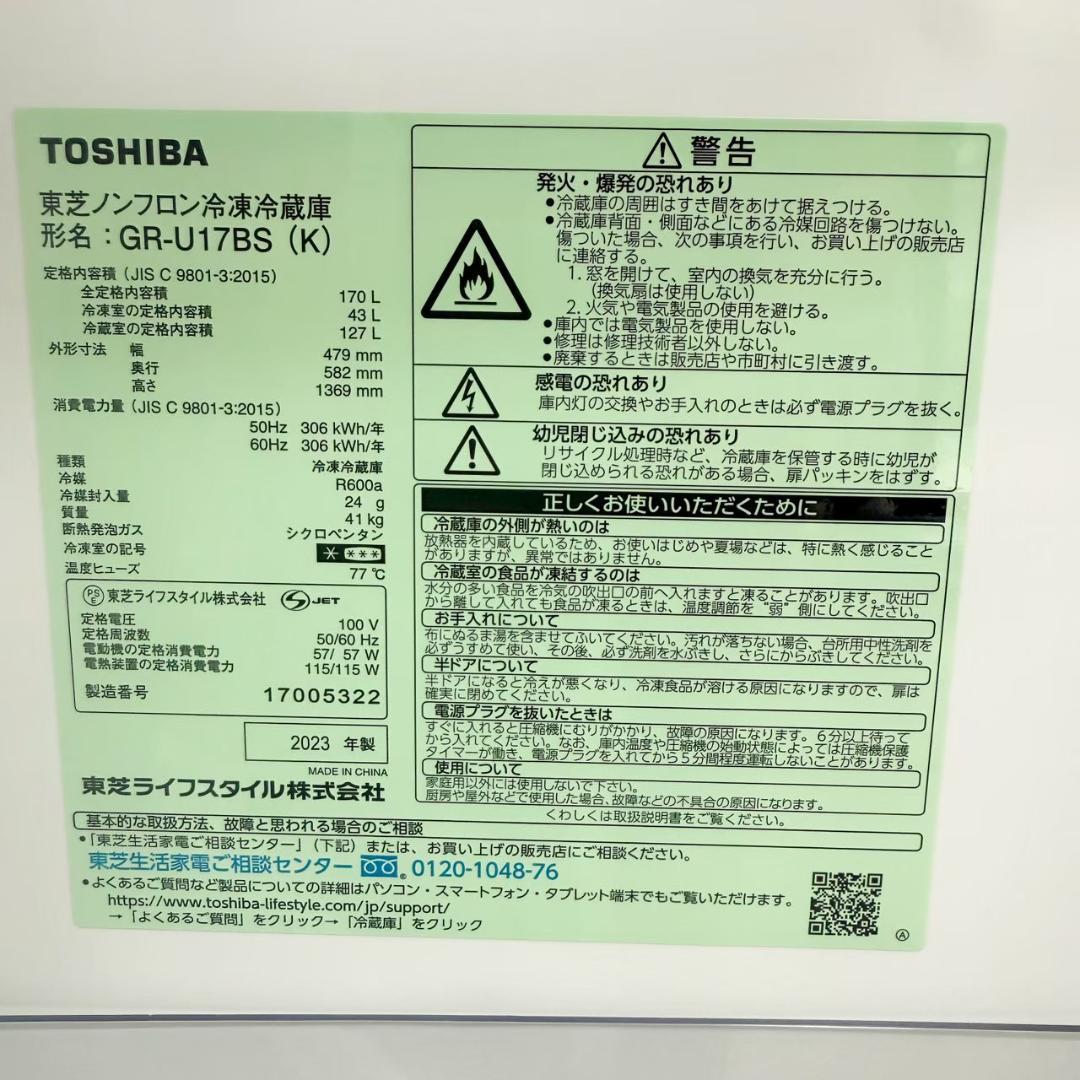 TOSHIBA
東芝ノンフロン冷凍冷蔵庫
形名：GR-U17BS（K）
定格内容積（JIS C 9801-3:2015）
全定格内容積 170 L
冷凍室の定格内容積 43 L
冷蔵室の定格内容積 127 L
外形寸法 幅 479 mm
奥行 582 mm
高さ 1369 mm
消費電力量（JIS C 9801-3:2015）
50Hz 306 kWh/年
60Hz 306 kWh/年
種類 冷凍冷蔵庫
冷媒 R600a
冷媒封入量 24 g
質量 41 kg
断熱発泡ガス シクロペンタン
冷凍室の記号
温度ヒューズ 77 ℃
PSE 東芝ライフスタイル株式会社 JET
定格電圧 100 V
定格周波数 50/60 Hz
電動機の定格消費電力 57/ 57 W
電熱装置の定格消費電力 115/115 W
製造番号 17005322
2023 年製
MADE IN CHINA
東芝ライフスタイル株式会社
警告
発火・爆発の恐れあり
●冷蔵庫の周囲はすき間をあけて据えつける。
●冷蔵庫背面・側面などにある冷媒回路を傷つけない。
傷ついた場合、次の事項を行い、お買い上げの販売店
に連絡する。
1. 窓を開けて、室内の換気を充分に行う。
（換気扇は使用しない）
2. 火気や電気製品の使用を避ける。
●庫内では電気製品を使用しない。
●修理は修理技術者以外しない。
●廃棄するときは販売店や市町村に引き渡す。
感電の恐れあり
庫内灯の交換やお手入れのときは必ず電源プラグを抜く。
幼児閉じ込みの恐れあり
リサイクル処理時など、冷蔵庫を保管する時に幼児が
閉じ込められる恐れがある場合、扉パッキンをはずす。
正しくお使いいただくために
冷蔵庫の外側が熱いのは
放熱器を内蔵しているため、お使いはじめや夏場などは、特に熱く感じること
がありますが、異常ではありません。
冷蔵室の食品が凍結するのは
水分の多い食品を冷気の吹出口の前へ入れますと凍ることがあります。吹出口
から離して入れても食品が凍るときは、温度調節を“弱”側にしてください。
お手入れについて
布にぬるま湯を含ませてふいてください。汚れが落ちない場合、台所用中性洗剤を
必ずうすめて使い、その後、必ず洗剤を水ぶきし、さらにからぶきしてください。
半ドアについて
半ドアになると冷えが悪くなり、冷凍食品が溶ける原因になりますので、扉は
確実に閉めてください。
電源プラグを抜いたときは
すぐに入れると圧縮機にむりがかかり、故障の原因になります。6分以上待って
から入れてください。なお、庫内温度や圧縮機の始動状態によっては圧縮機保護
タイマーが働き、電源プラグを入れてから5分間程度運転しないことがあります。
使用について
家庭用以外には使用しないで下さい。
厨房や屋外などで使用した場合、故障などの不具合の原因になります。
くわしくは取扱説明書をご覧ください。
基本的な取扱方法、故障と思われる場合のご相談
●「東芝生活家電ご相談センター」（下記）または、お買い上げの販売店にご相談ください。
東芝生活家電ご相談センター 0120-1048-76
●よくあるご質問など製品についての詳細はパソコン・スマートフォン・タブレット端末でもご覧いただけます。
https://www.toshiba-lifestyle.com/jp/support/
→「よくあるご質問」をクリック→「冷蔵庫」をクリック
Ⓐ